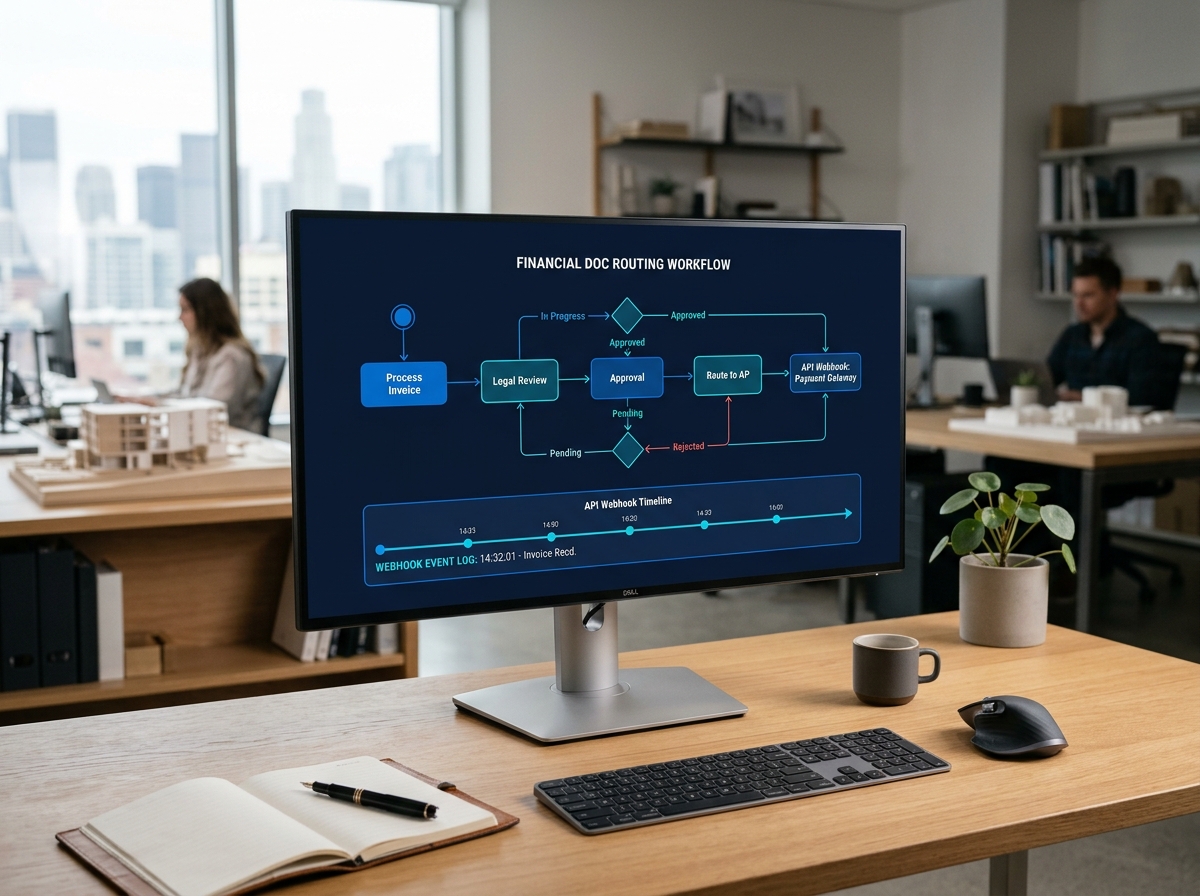 FINANCIAL DOC ROUTING WORKFLOW
In Progress
Approved
Approved
Process
Invoice
Legal Review
Approval
Route to AP
API Webhook:
Payment Gateway
Pending
Pending
Rejected
API Webhook Timeline
14:35
14:90
16:20
14:30
16:00
WEBHOOK EVENT LOG: 14:32.01 - Invoice Recd.
DELL